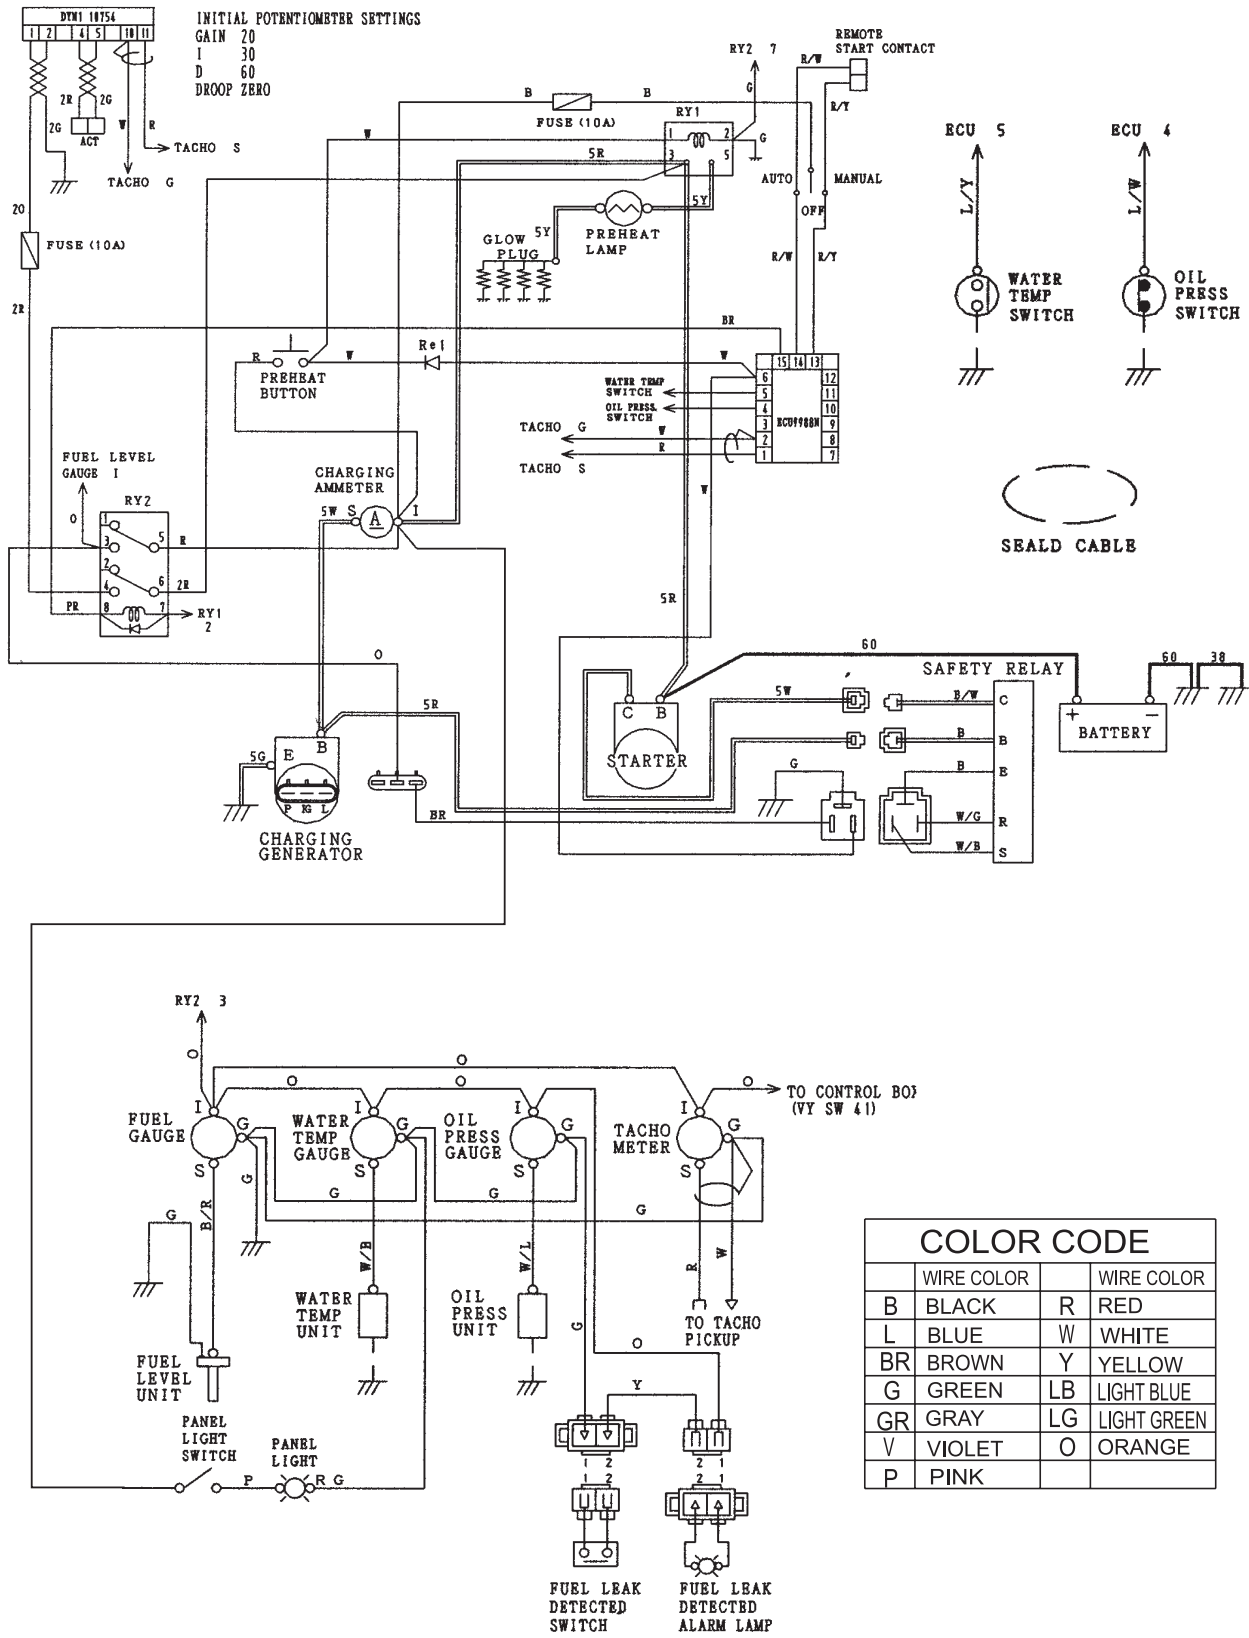 DYN1 10754
1 2 4 5 10 11
INITIAL POTENTIOMETER SETTINGS
GAIN 20
I 30
D 60
DROOP ZERO
2R 2G
2G
ACT
W R
TACHO S
TACHO G
20
FUSE (10A)
2R
B B
FUSE (10A)
W
5R
RY2 7
G
RY1
1 2
3 5
G
5Y
PREHEAT
LAMP
5Y
GLOW
PLUG
REMOTE
START CONTACT
R/W
R/Y
AUTO MANUAL
OFF
R/W R/Y
BR
ECU 5
L/Y
WATER
TEMP
SWITCH
ECU 4
L/W
OIL
PRESS
SWITCH
R W
Rel
W
PREHEAT
BUTTON
15 14 13
6 12
5 11
4 10
3 9
2 8
1 7
ECU9988N
WATER TEMP
SWITCH
OIL PRESS.
SWITCH
TACHO G
W
R
TACHO S
W
SEALD CABLE
FUEL LEVEL
GAUGE I
O
RY2
1
3 5
2
4 6
8 7
R
2R
PR
RY1
2
O
CHARGING
AMMETER
5W S A I
5R
5R
60
SAFETY RELAY
60 38
C B
STARTER
5W
B/W C
B B
B E
W/G R
W/B S
+ −
BATTERY
G
BR
5G
E B
P IG L
CHARGING
GENERATOR
RY2 3
O
O
O O
O
TO CONTROL BOX
(VY SW 41)
I I I I
FUEL
GAUGE
G
S
WATER
TEMP
GAUGE
G
S
OIL
PRESS
GAUGE
G
S
TACHO
METER
G
S
G
B/R
G
G
G
G
W/B
W/L
R
W
WATER
TEMP
UNIT
OIL
PRESS
UNIT
TO TACHO
PICKUP
FUEL
LEVEL
UNIT
G
O
Y
PANEL
LIGHT
SWITCH
PANEL
LIGHT
P R G
1 2 2 1
1 2 2 1
FUEL LEAK
DETECTED
SWITCH
FUEL LEAK
DETECTED
ALARM LAMP
COLOR CODE
WIRE COLOR WIRE COLOR
B BLACK R RED
L BLUE W WHITE
BR BROWN Y YELLOW
G GREEN LB LIGHT BLUE
GR GRAY LG LIGHT GREEN
V VIOLET O ORANGE
P PINK